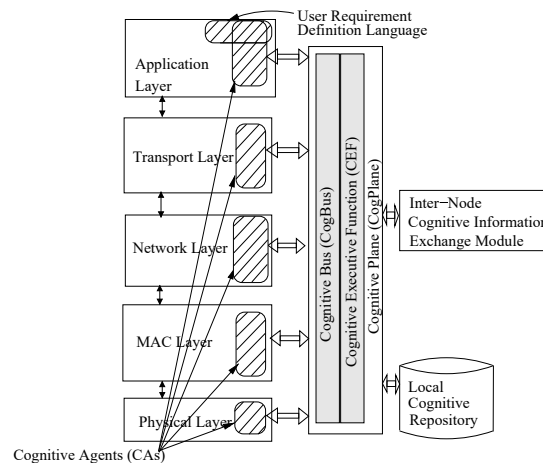 User Requirement
Definition Language
Application
Layer
Transport Layer
Network Layer
MAC Layer
Physical Layer
Cognitive Agents (CAs)
Cognitive Bus (CogBus)
Cognitive Executive Function (CEF)
Cognitive Plane (CogPlane)
Inter−Node
Cognitive Information
Exchange Module
Local
Cognitive
Repository